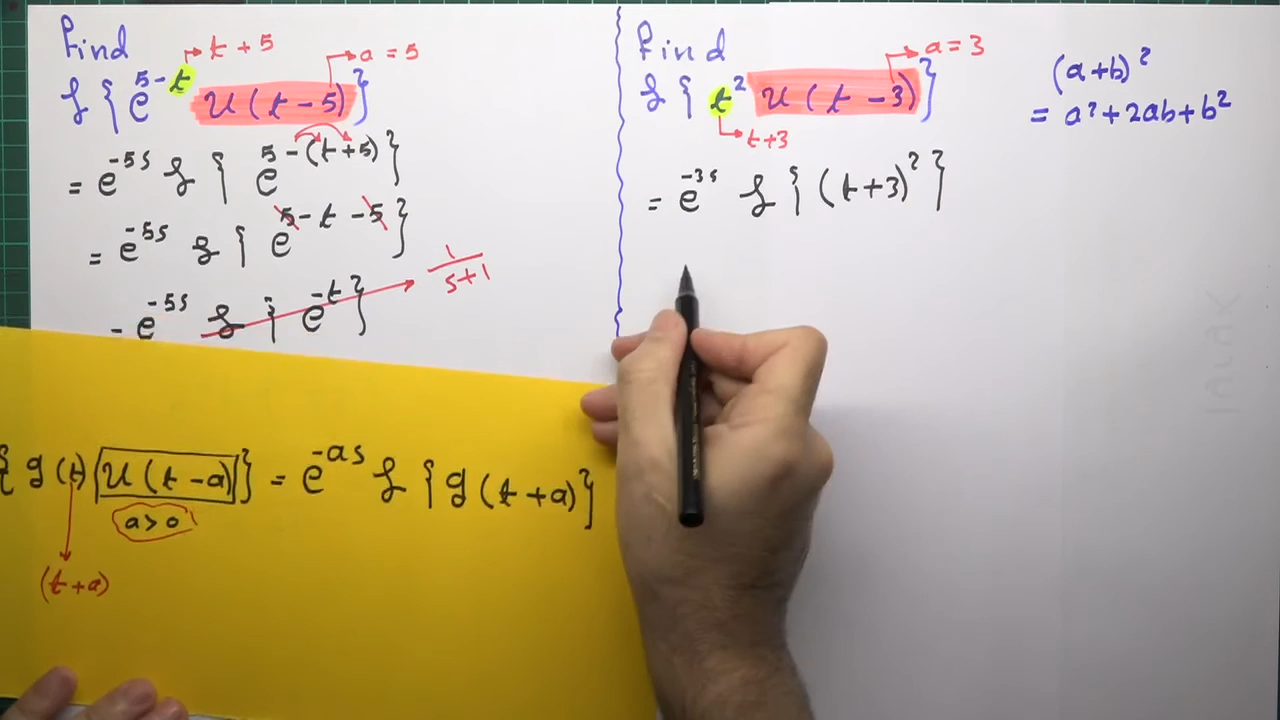 Find
t + 5
a = 5
ℒ { e^{5-t} u(t-5) }
= e^{-5s} ℒ { e^{5-(t+5)} }
= e^{-5s} ℒ { e^{5-t-5} }
- e^{-5s} ℒ { e^{-t} } → 1/(s+1)
{ g(t) u(t-a) } = e^{-as} ℒ { g(t+a) }
a > 0
(t+a)
Find
a = 3
ℒ { t² u(t-3) }
t+3
= e^{-3s} ℒ { (t+3)² }
(a+b)²
= a² + 2ab + b²